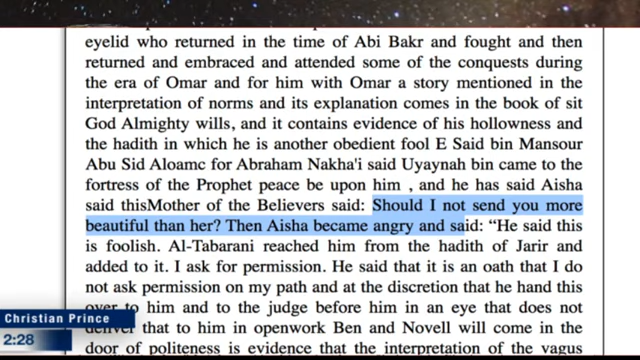 eyelid who returned in the time of Abi Bakr and fought and then
returned and embraced and attended some of the conquests during
the era of Omar and for him with Omar a story mentioned in the
interpretation of norms and its explanation comes in the book of sit
God Almighty wills, and it contains evidence of his hollowness and
the hadith in which he is another obedient fool E Said bin Mansour
Abu Sid Aloamc for Abraham Nakha'i said Uyaynah bin came to the
fortress of the Prophet peace be upon him , and he has said Aisha
said thisMother of the Believers said: Should I not send you more
beautiful than her? Then Aisha became angry and said: “He said this
is foolish. Al-Tabarani reached him from the hadith of Jarir and
added to it. I ask for permission. He said that it is an oath that I do
not ask permission on my path and at the discretion that he hand this
over to him and to the judge before him in an eye that does not
that to him in openwork Ben and Novell will come in the
door of politeness is evidence that the interpretation of the vagus
Christian Prince
2:28